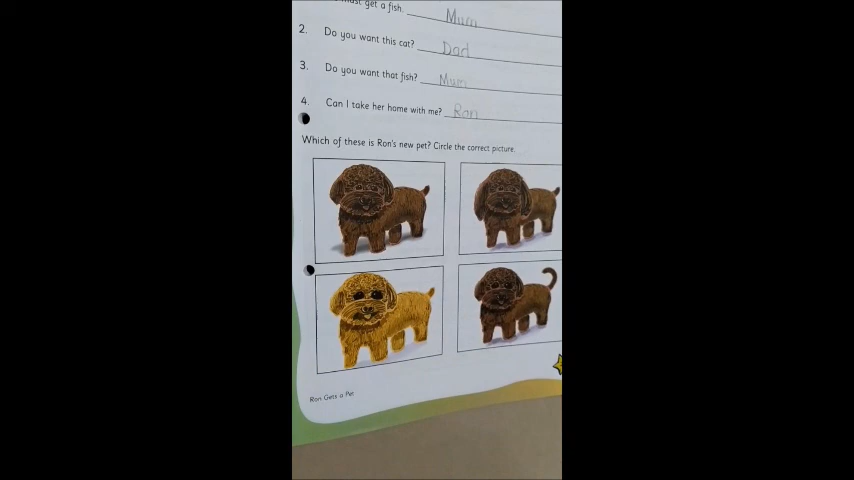 must get a fish. Mum
2. Do you want this cat? Dad
3. Do you want that fish? Mum
4. Can I take her home with me? Ron
Which of these is Ron's new pet? Circle the correct picture.
Ron Gets a Pet